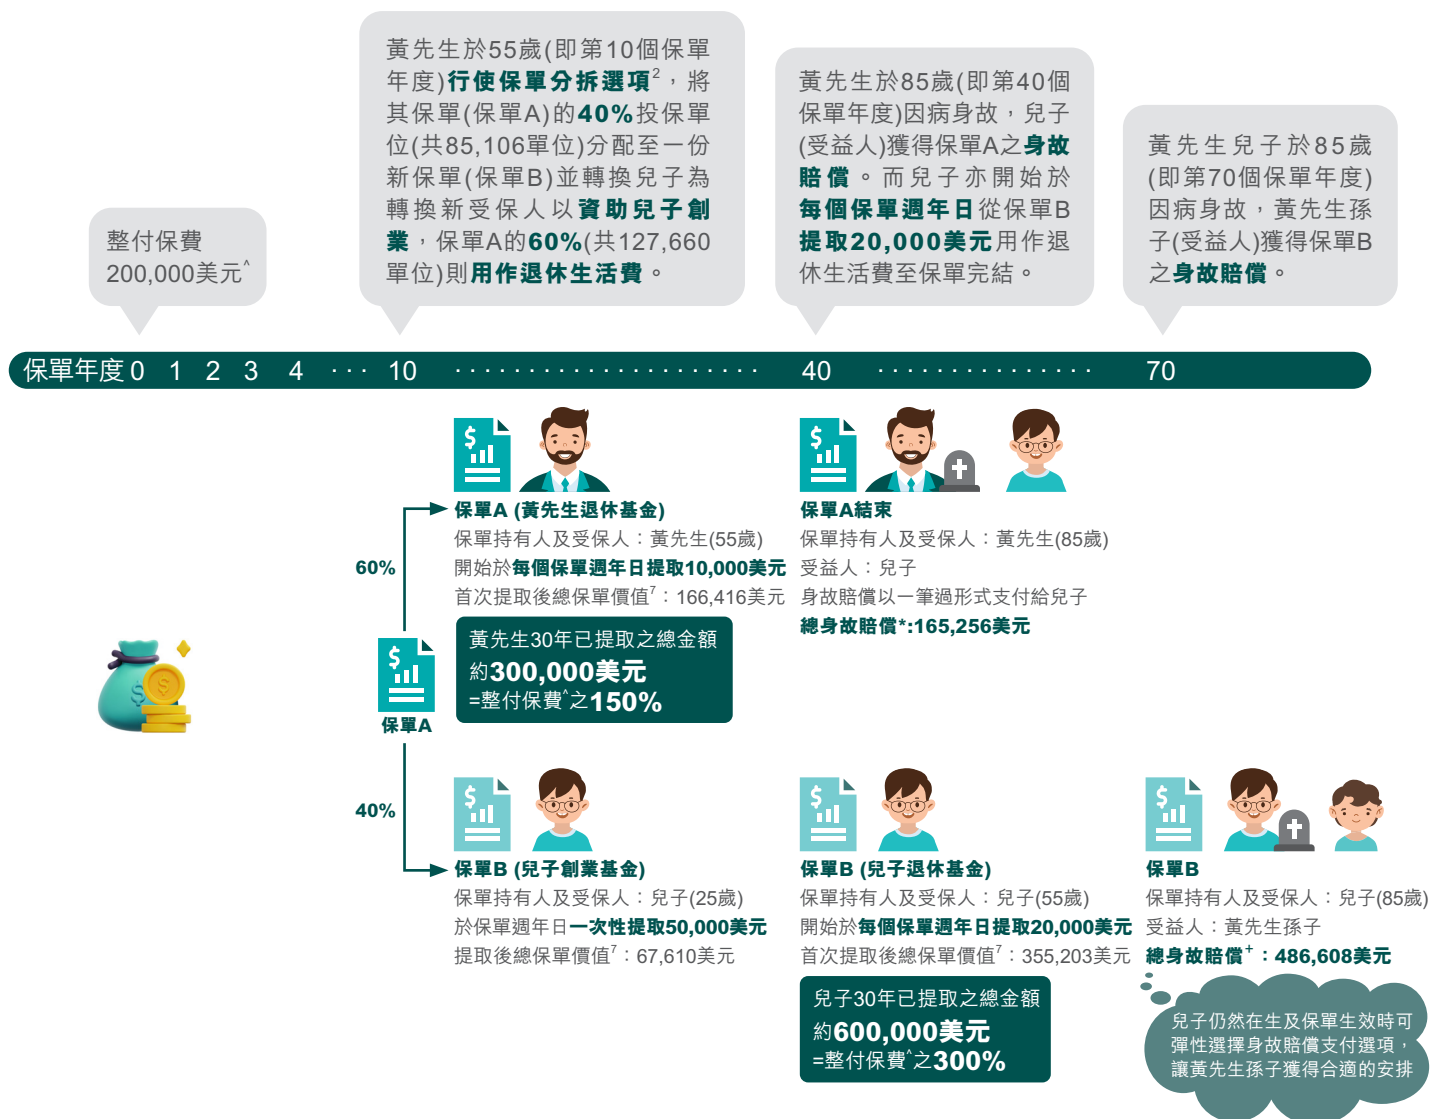 整付保費
200,000美元^
黃先生於55歲(即第10個保單
年度)行使保單分拆選項2，將
其保單(保單A)的40%投保單
位(共85,106單位)分配至一份
新保單(保單B)並轉換兒子為
轉換新受保人以資助兒子創
業，保單A的60%(共127,660
單位)則用作退休生活費。
黃先生於85歲(即第40個
保單年度)因病身故，兒子
(受益人)獲得保單A之身故
賠償。而兒子亦開始於
每個保單週年日從保單B
提取20,000美元用作退
休生活費至保單完結。
黃先生兒子於85歲
(即第70個保單年度)
因病身故，黃先生孫
子(受益人)獲得保單B
之身故賠償。
保單年度 0 1 2 3 4 ··· 10 ····················· 40 ··············· 70
60%
保單A (黃先生退休基金)
保單持有人及受保人：黃先生(55歲)
開始於每個保單週年日提取10,000美元
首次提取後總保單價值7：166,416美元
黃先生30年已提取之總金額
約300,000美元
=整付保費^之150%
保單A結束
保單持有人及受保人：黃先生(85歲)
受益人：兒子
身故賠償以一筆過形式支付給兒子
總身故賠償*:165,256美元
$
保單A
40%
保單B (兒子創業基金)
保單持有人及受保人：兒子(25歲)
於保單週年日一次性提取50,000美元
提取後總保單價值7：67,610美元
保單B (兒子退休基金)
保單持有人及受保人：兒子(55歲)
開始於每個保單週年日提取20,000美元
首次提取後總保單價值7：355,203美元
兒子30年已提取之總金額
約600,000美元
=整付保費^之300%
保單B
保單持有人及受保人：兒子(85歲)
受益人：黃先生孫子
總身故賠償+：486,608美元
兒子仍然在生及保單生效時可
彈性選擇身故賠償支付選項，
讓黃先生孫子獲得合適的安排